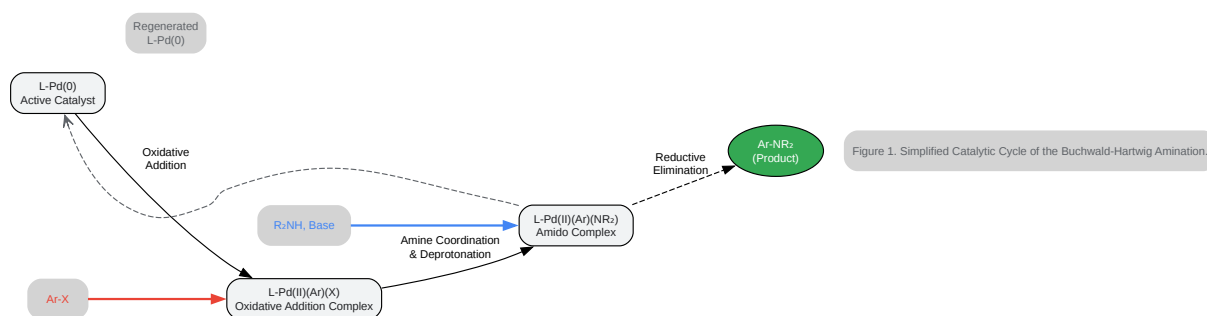 Regenerated
L-Pd(0)
L-Pd(0)
Active Catalyst
Oxidative
Addition
Reductive
Elimination
Ar-NR₂
(Product)
Figure 1. Simplified Catalytic Cycle of the Buchwald-Hartwig Amination.
R₂NH, Base
L-Pd(II)(Ar)(NR₂)
Amido Complex
Amine Coordination
& Deprotonation
Ar-X
L-Pd(II)(Ar)(X)
Oxidative Addition Complex